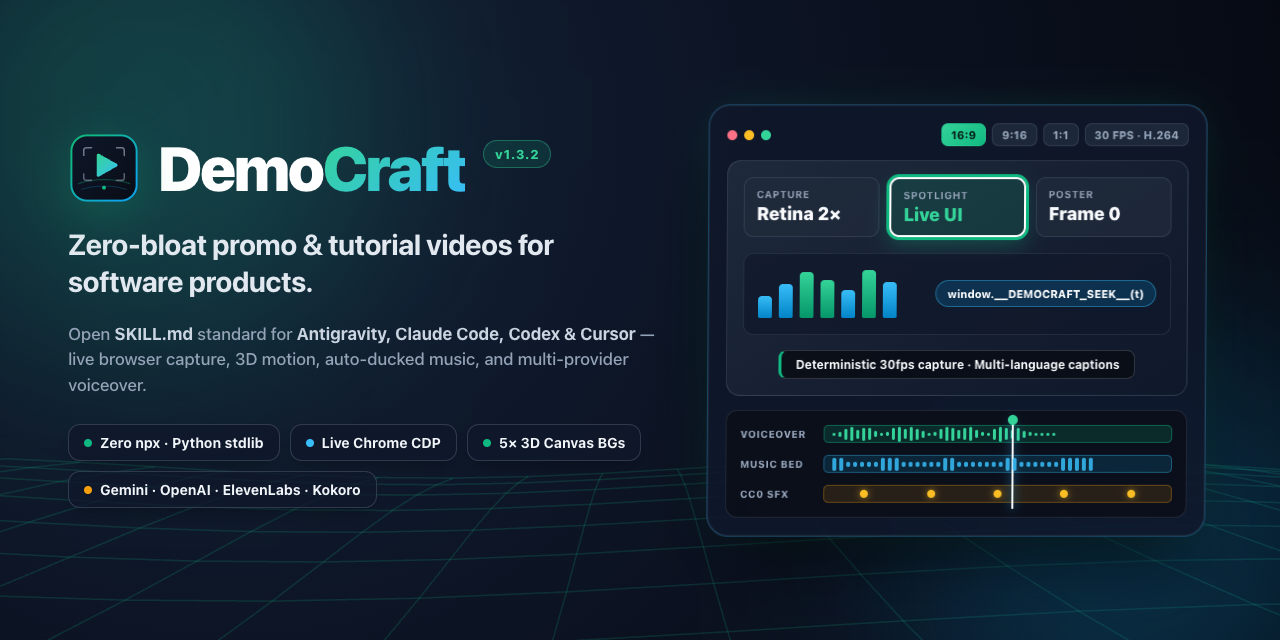 DemoCraft
v1.3.2
Zero-bloat promo & tutorial videos for
software products.
Open SKILL.md standard for Antigravity, Claude Code, Codex & Cursor —
live browser capture, 3D motion, auto-ducked music, and multi-provider
voiceover.
Zero npx · Python stdlib
Live Chrome CDP
5× 3D Canvas BGs
Gemini · OpenAI · ElevenLabs · Kokoro
16:9
9:16
1:1
30 FPS · H.264
CAPTURE
Retina 2×
SPOTLIGHT
Live UI
POSTER
Frame 0
window.__DEMOCRAFT_SEEK__(t)
Deterministic 30fps capture · Multi-language captions
VOICEOVER
MUSIC BED
CC0 SFX